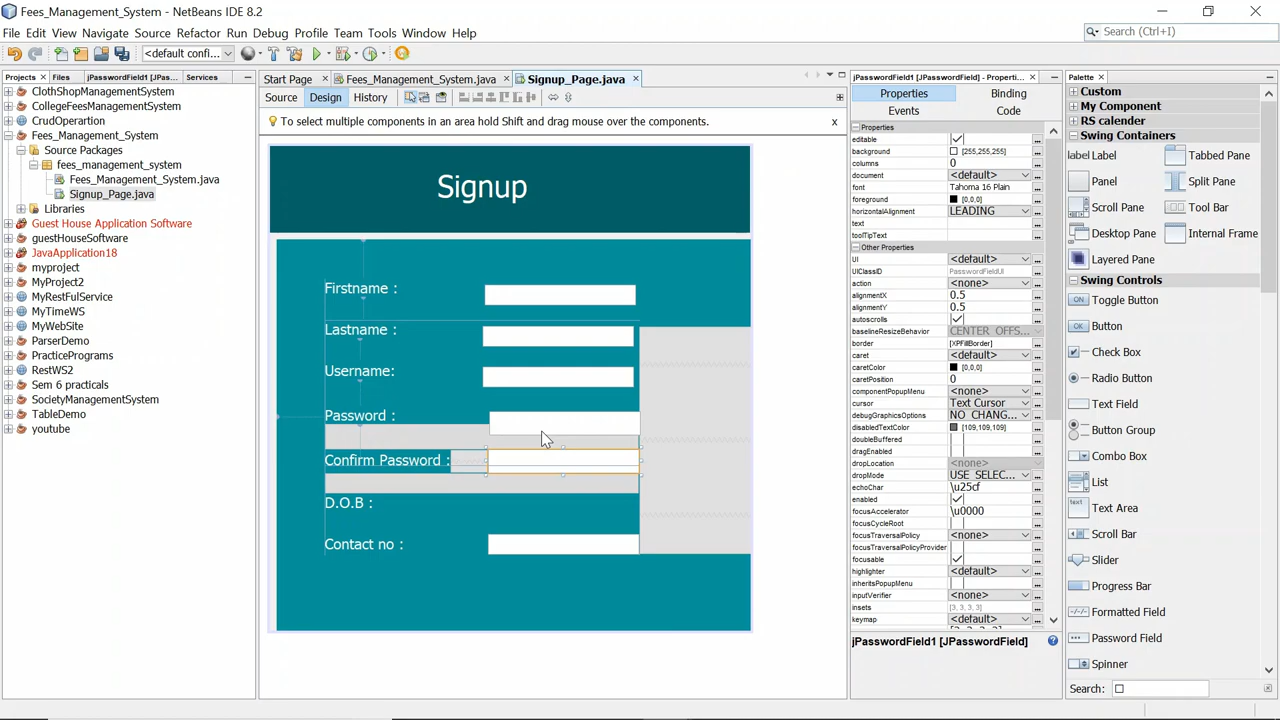 Fees_Management_System - NetBeans IDE 8.2
File Edit View Navigate Source Refactor Run Debug Profile Team Tools Window Help
Search (Ctrl+I)
<default confi...
Projects Files jPasswordField1 [JPas... Services
ClothShopManagementSystem
CollegeFeesManagementSystem
CrudOperartion
Fees_Management_System
Source Packages
fees_management_system
Fees_Management_System.java
Signup_Page.java
Libraries
Guest House Application Software
guestHouseSoftware
JavaApplication18
myproject
MyProject2
MyRestFulService
MyTimeWS
MyWebSite
ParserDemo
PracticePrograms
RestWS2
Sem 6 practicals
SocietyManagementSystem
TableDemo
youtube
Start Page Fees_Management_System.java Signup_Page.java
Source Design History
To select multiple components in an area hold Shift and drag mouse over the components. x
Signup
Firstname :
Lastname :
Username:
Password :
Confirm Password :
D.O.B :
Contact no :
jPasswordField1 [JPasswordField] - Properti...
Properties Binding
Events Code
Properties
editable
background [255,255,255]
columns 0
document <default>
font Tahoma 16 Plain
foreground [0,0,0]
horizontalAlignment LEADING
text
toolTipText
Other Properties
UI <default>
UIClassID PasswordFieldUI
action <none>
alignmentX 0.5
alignmentY 0.5
autoscrolls
baselineResizeBehavior CENTER_OFFS...
border [XPFillBorder]
caret <default>
caretColor [0,0,0]
caretPosition 0
componentPopupMenu <none>
cursor Text Cursor
debugGraphicsOptions NO_CHANG...
disabledTextColor [109,109,109]
doubleBuffered
dragEnabled
dropLocation <none>
dropMode USE_SELEC...
echoChar \u25cf
enabled
focusAccelerator \u0000
focusCycleRoot
focusTraversalPolicy <none>
focusTraversalPolicyProvider
focusable
highlighter <default>
inheritsPopupMenu
inputVerifier <none>
insets [3, 3, 3, 3]
keymap <default>
jPasswordField1 [JPasswordField]
Palette
Custom
My Component
RS calender
Swing Containers
label Label Tabbed Pane
Panel Split Pane
Scroll Pane Tool Bar
Desktop Pane Internal Frame
Layered Pane
Swing Controls
ON Toggle Button
OK Button
Check Box
Radio Button
Text Field
Button Group
Combo Box
List
text Text Area
Scroll Bar
Slider
Progress Bar
Formatted Field
Password Field
Spinner
Search: